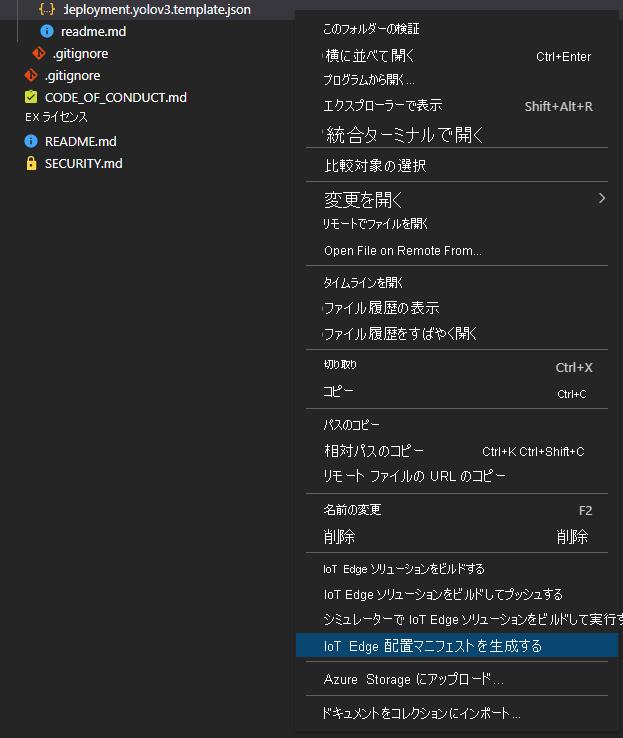 deployment.yolov3.template.json
readme.md
.gitignore
.gitignore
CODE_OF_CONDUCT.md
EX ライセンス
README.md
SECURITY.md
このフォルダーの検証
横に並べて開く Ctrl+Enter
プログラムから開く...
エクスプローラーで表示 Shift+Alt+R
統合ターミナルで開く
比較対象の選択
変更を開く
リモートでファイルを開く
Open File on Remote From...
タイムラインを開く
ファイル履歴の表示
ファイル履歴をすばやく開く
切り取り Ctrl+X
コピー Ctrl+C
パスのコピー
相対パスのコピー Ctrl+K Ctrl+Shift+C
リモート ファイルの URL のコピー
名前の変更 F2
削除 削除
IoT Edge ソリューションをビルドする
IoT Edge ソリューションをビルドしてプッシュする
シミュレーターで IoT Edge ソリューションをビルドして実行す
IoT Edge 配置マニフェストを生成する
Azure Storage にアップロード...
ドキュメントをコレクションにインポート...